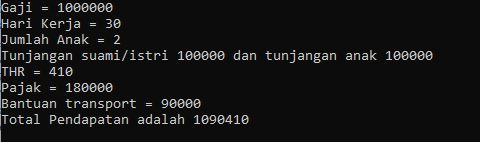 Gaji = 1000000
Hari Kerja = 30
Jumlah Anak = 2
Tunjangan suami/istri 100000 dan tunjangan anak 100000
THR = 410
Pajak = 180000
Bantuan transport = 90000
Total Pendapatan adalah 1090410